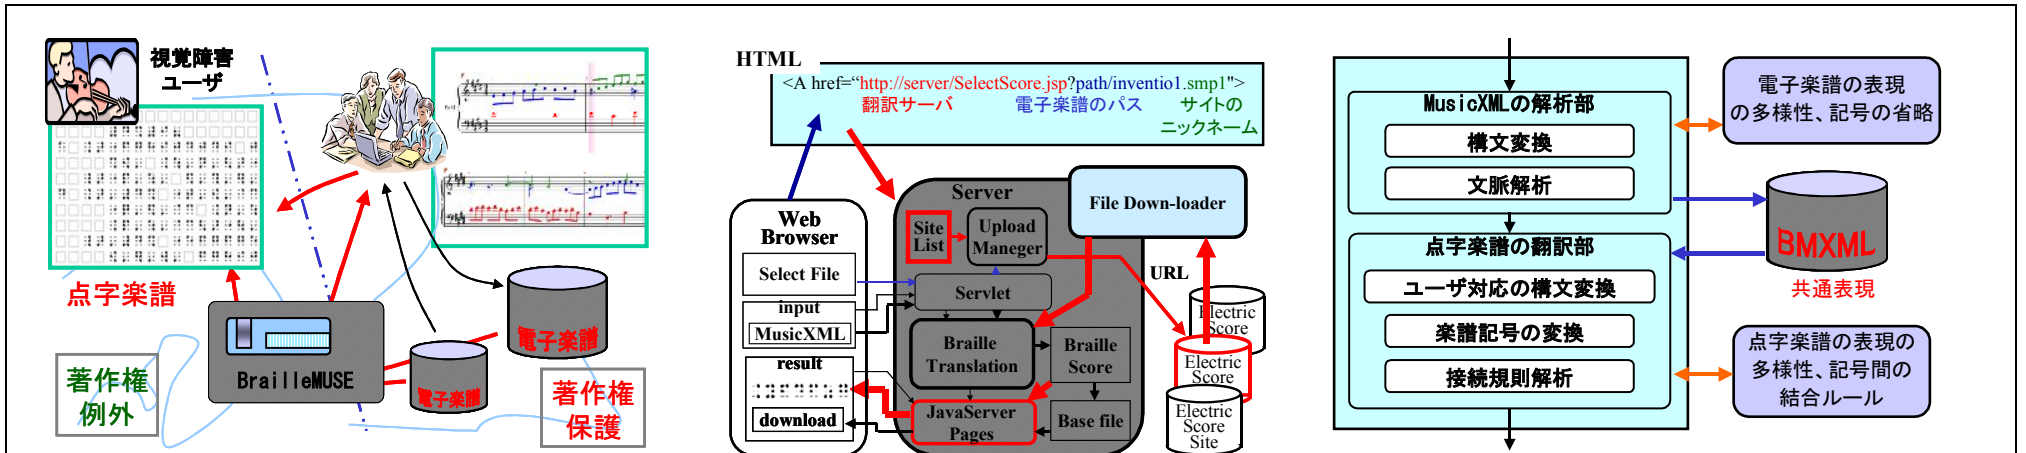 視覚障害
ユーザ
点字楽譜
BrailleMUSE
電子楽譜
電子楽譜
著作権
例外
著作権
保護
HTML
<A href="http://server/SelectScore.jsp?path/inventio1.smp1">
翻訳サーバ
電子楽譜のパス
サイトの
ニックネーム
Web
Browser
Select File
input
MusicXML
result
download
Server
Site
List
Upload
Maneger
File Down-loader
Servlet
URL
Braille
Translation
Braille
Score
JavaServer
Pages
Base file
Electric
Score
Electric
Score
Electric
Score
Site
MusicXMLの解析部
構文変換
文脈解析
点字楽譜の翻訳部
ユーザ対応の構文変換
楽譜記号の変換
接続規則解析
電子楽譜の表現
の多様性、記号の省略
BMXML
共通表現
点字楽譜の表現の
多様性、記号間の
結合ルール